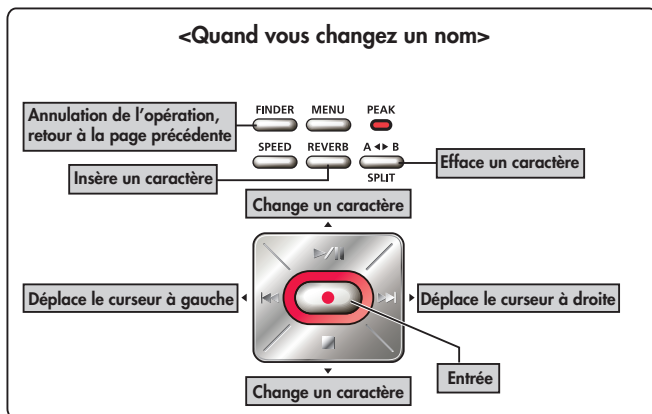 <Quand vous changez un nom>
FINDER MENU PEAK
Annulation de l'opération,
retour à la page précédente
SPEED REVERB A ◂▸ B
Efface un caractère
Insère un caractère
SPLIT
Change un caractère
Déplace le curseur à gauche
Déplace le curseur à droite
Entrée
Change un caractère